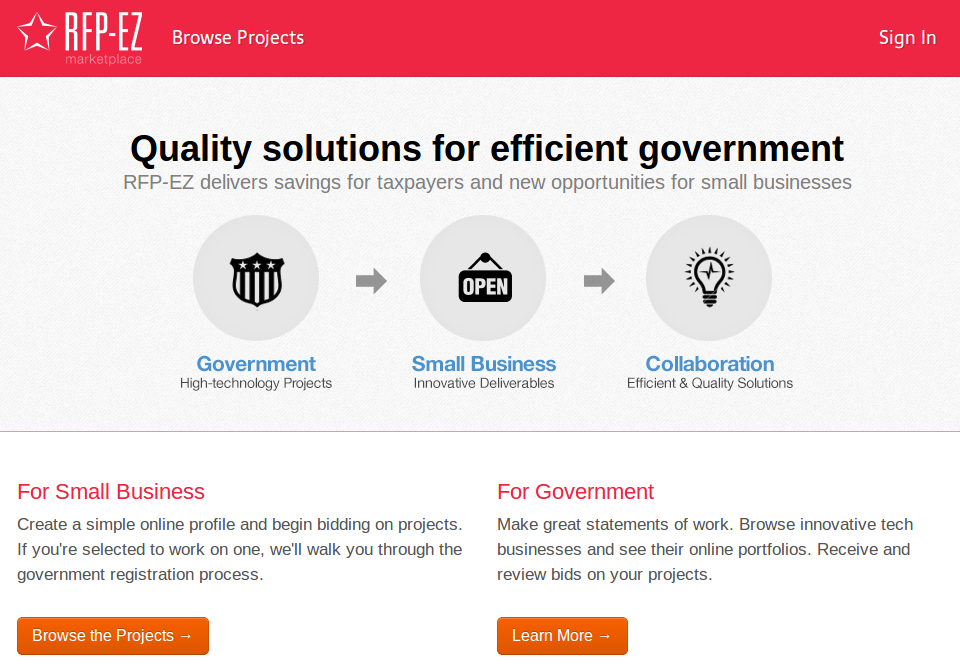 RFP-EZ
marketplace
Browse Projects
Sign In
Quality solutions for efficient government
RFP-EZ delivers savings for taxpayers and new opportunities for small businesses
OPEN
Government
High-technology Projects
Small Business
Innovative Deliverables
Collaboration
Efficient & Quality Solutions
For Small Business
Create a simple online profile and begin bidding on projects.
If you're selected to work on one, we'll walk you through the
government registration process.
Browse the Projects →
For Government
Make great statements of work. Browse innovative tech
businesses and see their online portfolios. Receive and
review bids on your projects.
Learn More →